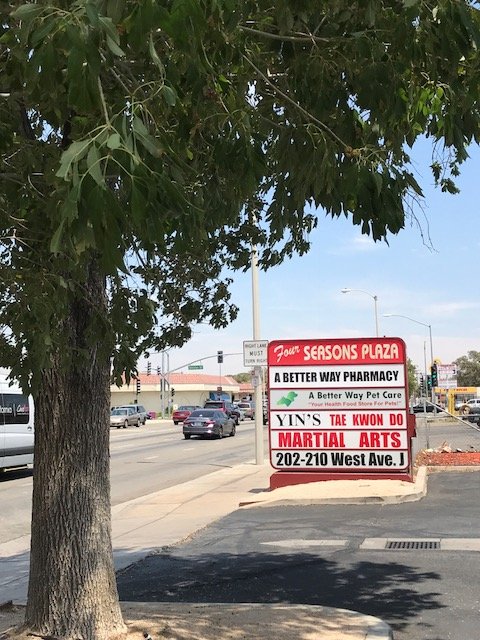 RIGHT LANE
MUST
TURN RIGHT
Four SEASONS PLAZA
A BETTER WAY PHARMACY
A Better Way Pet Care
"Your Health Food Store For Pets!"
YIN'S TAE KWON DO
MARTIAL ARTS
202-210 West Ave. J